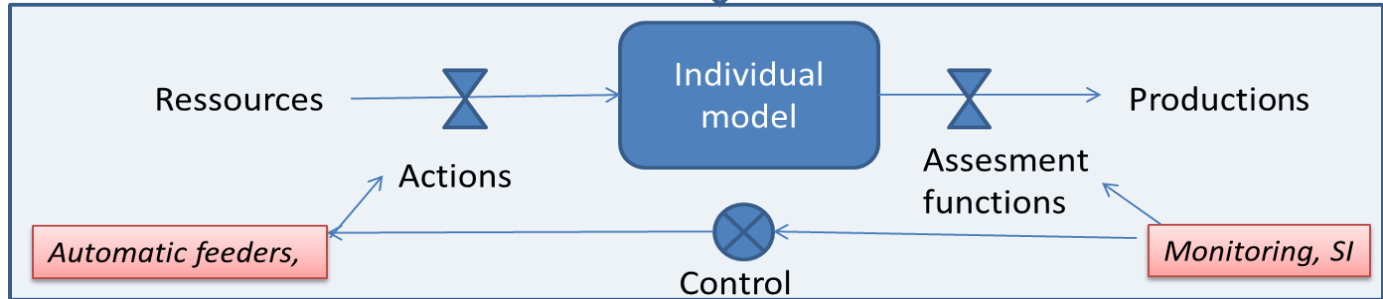 Individual
model
Ressources
Productions
Actions
Assesment
functions
Automatic feeders,
Monitoring, SI
Control